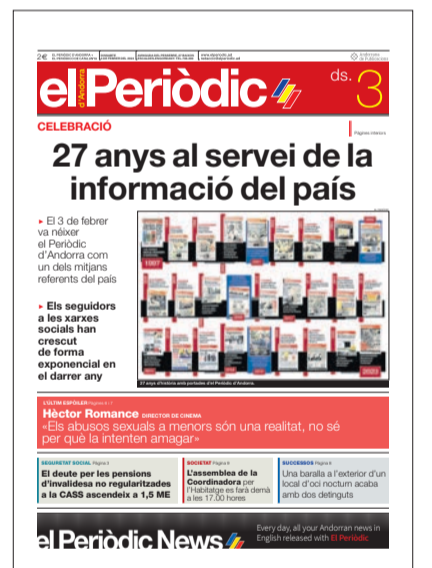 2€
www.elperiodic.ad
d'Andorra
el Periòdic
ds.
3
CELEBRACIÓ
Pàgines interiors
27 anys al servei de la
informació del país
▸ El 3 de febrer
va néixer
el Periòdic
d'Andorra com
un dels mitjans
referents del país
▸ Els seguidors
a les xarxes
socials han
crescut
de forma
exponencial en
el darrer any
1997
2023
27 anys d'història amb portades d'el Periòdic d'Andorra.
L'ÚLTIM ESPÒILER Pàgines 6 i 7
Hèctor Romance DIRECTOR DE CINEMA
«Els abusos sexuals a menors són una realitat, no sé
per què la intenten amagar»
SEGURETAT SOCIAL
El deute per les pensions
d'invalidesa no regularitzades
a la CASS ascendeix a 1,5 ME
SOCIETAT
L'assemblea de la
Coordinadora per
l'Habitatge es farà demà
a les 17.00 hores
SUCCESSOS
Una baralla a l'exterior d'un
local d'oci nocturn acaba
amb dos detinguts
el Periòdic News
Every day, all your Andorran news in
English released with El Periòdic